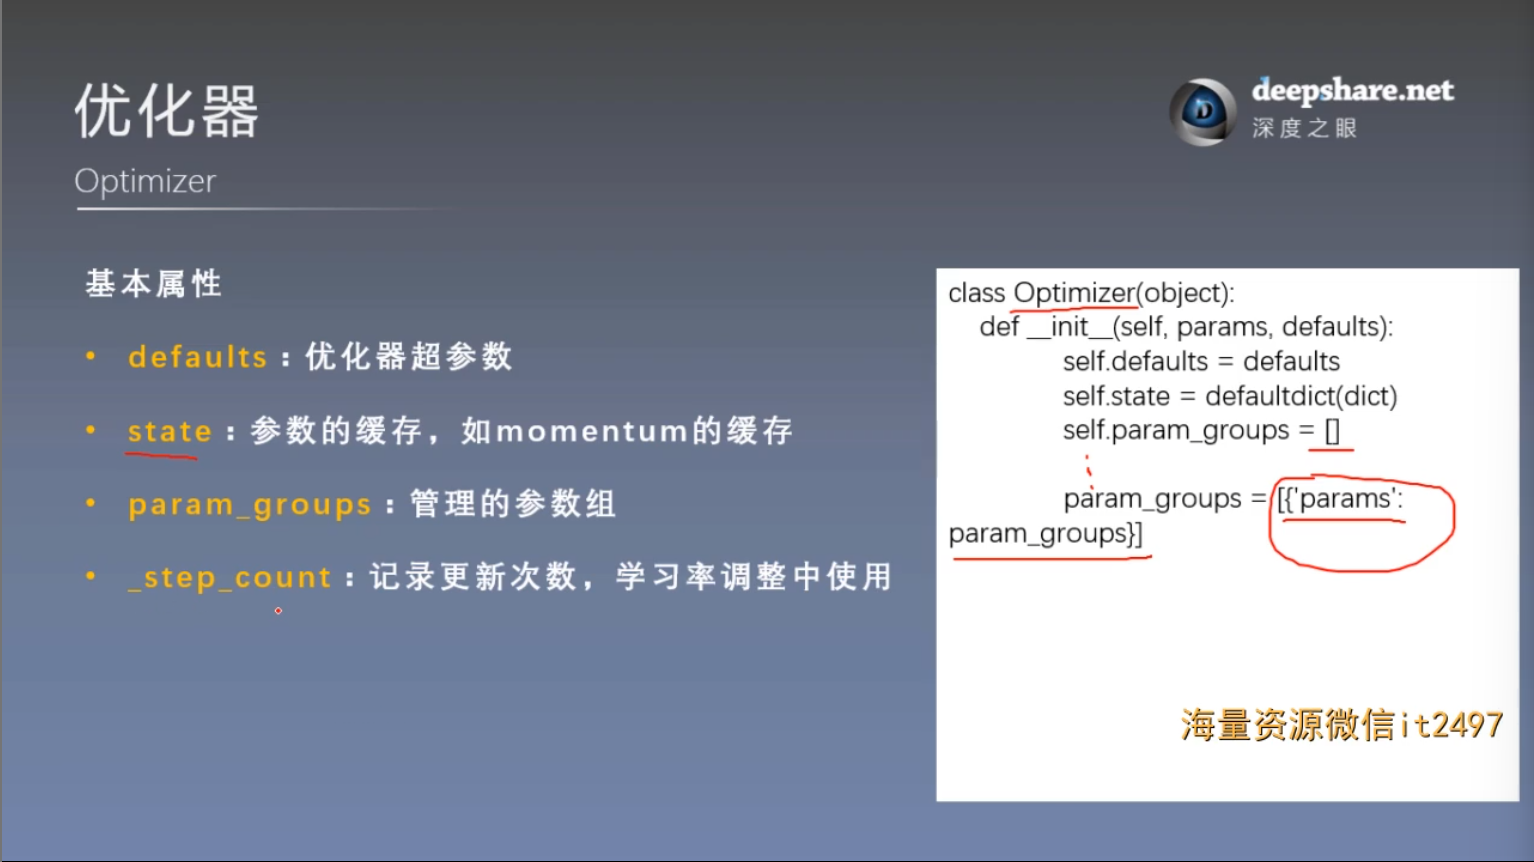 优化器
Optimizer
deepshare.net
深度之眼
基本属性
• defaults：优化器超参数
• state：参数的缓存，如momentum的缓存
• param_groups：管理的参数组
• _step_count：记录更新次数，学习率调整中使用
class Optimizer(object):
def __init__(self, params, defaults):
self.defaults = defaults
self.state = defaultdict(dict)
self.param_groups = []
param_groups = [{'params':
param_groups}]
海量资源微信it2497